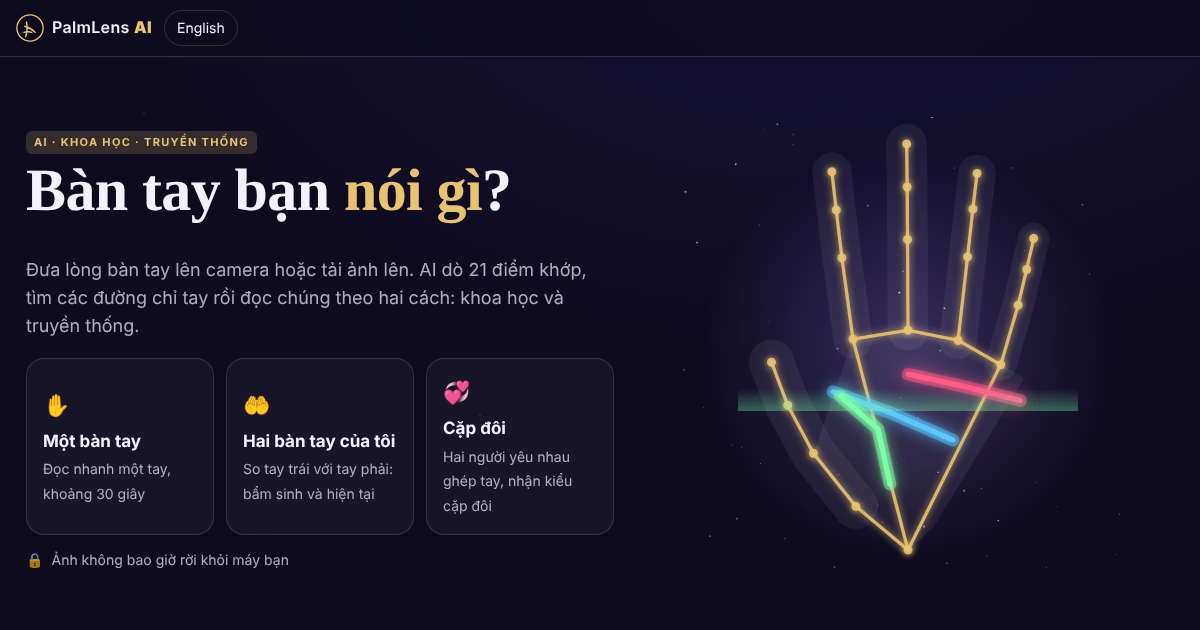 PalmLens AI
English
AI · KHOA HỌC · TRUYỀN THỐNG
Bàn tay bạn nói gì?
Đưa lòng bàn tay lên camera hoặc tải ảnh lên. AI dò 21 điểm khớp,
tìm các đường chỉ tay rồi đọc chúng theo hai cách: khoa học và
truyền thống.
Một bàn tay
Đọc nhanh một tay,
khoảng 30 giây
Hai bàn tay của tôi
So tay trái với tay phải:
bẩm sinh và hiện tại
Cặp đôi
Hai người yêu nhau
ghép tay, nhận kiểu
cặp đôi
Ảnh không bao giờ rời khỏi máy bạn